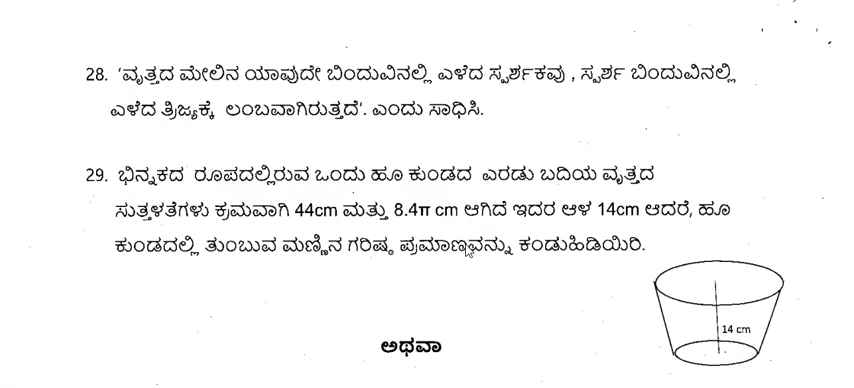 28. 'ವೃತ್ತದ ಮೇಲಿನ ಯಾವುದೇ ಬಿಂದುವಿನಲ್ಲಿ ಎಳೆದ ಸ್ಪರ್ಶಕವು , ಸ್ಪರ್ಶ ಬಿಂದುವಿನಲ್ಲಿ
ಎಳೆದ ತ್ರಿಜ್ಯಕ್ಕೆ ಲಂಬವಾಗಿರುತ್ತದೆ'. ಎಂದು ಸಾಧಿಸಿ.
29. ಭಿನ್ನಕದ ರೂಪದಲ್ಲಿರುವ ಒಂದು ಹೂ ಕುಂಡದ ಎರಡು ಬದಿಯ ವೃತ್ತದ
ಸುತ್ತಳತೆಗಳು ಕ್ರಮವಾಗಿ 44cm ಮತ್ತು 8.4π cm ಆಗಿದೆ ಇದರ ಆಳ 14cm ಆದರೆ, ಹೂ
ಕುಂಡದಲ್ಲಿ ತುಂಬುವ ಮಣ್ಣಿನ ಗರಿಷ್ಠ ಪ್ರಮಾಣವನ್ನು ಕಂಡುಹಿಡಿಯಿರಿ.
14 cm
ಅಥವಾ